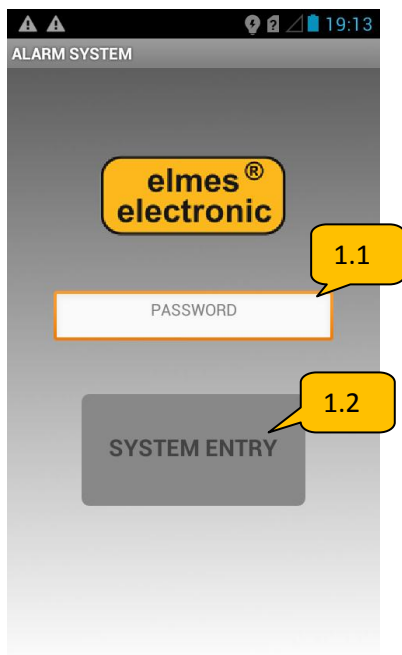 19:13
ALARM SYSTEM
elmes®
electronic
1.1
PASSWORD
1.2
SYSTEM ENTRY